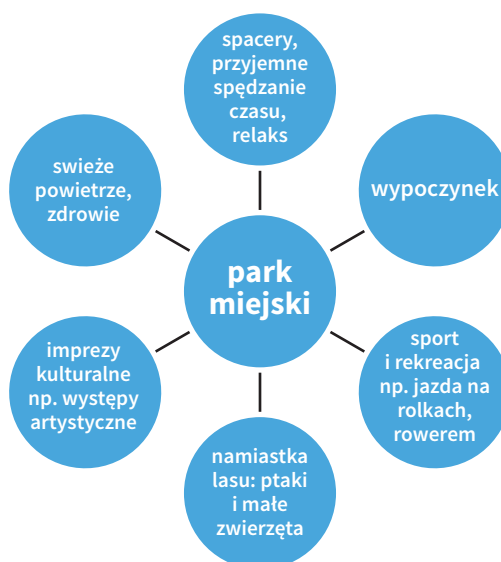 spacery,
przyjemne
spędzanie
czasu,
relaks
swieże
powietrze,
zdrowie
wypoczynek
park
miejski
imprezy
kulturalne
np. występy
artystyczne
sport
i rekreacja
np. jazda na
rolkach,
rowerem
namiastka
lasu: ptaki
i małe
zwierzęta